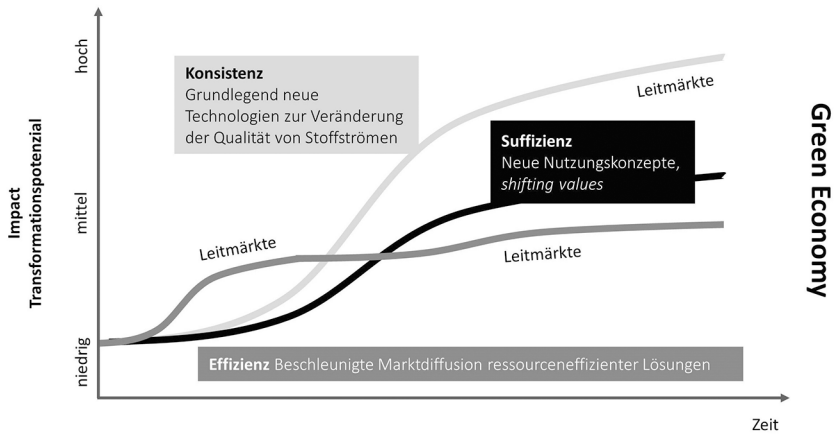 hoch
mittel
niedrig
Impact
Transformationspotenzial
Konsistenz
Grundlegend neue
Technologien zur Veränderung
der Qualität von Stoffströmen
Leitmärkte
Suffizienz
Neue Nutzungskonzepte,
shifting values
Leitmärkte
Leitmärkte
Effizienz Beschleunigte Marktdiffusion ressourceneffizienter Lösungen
Zeit
Green Economy